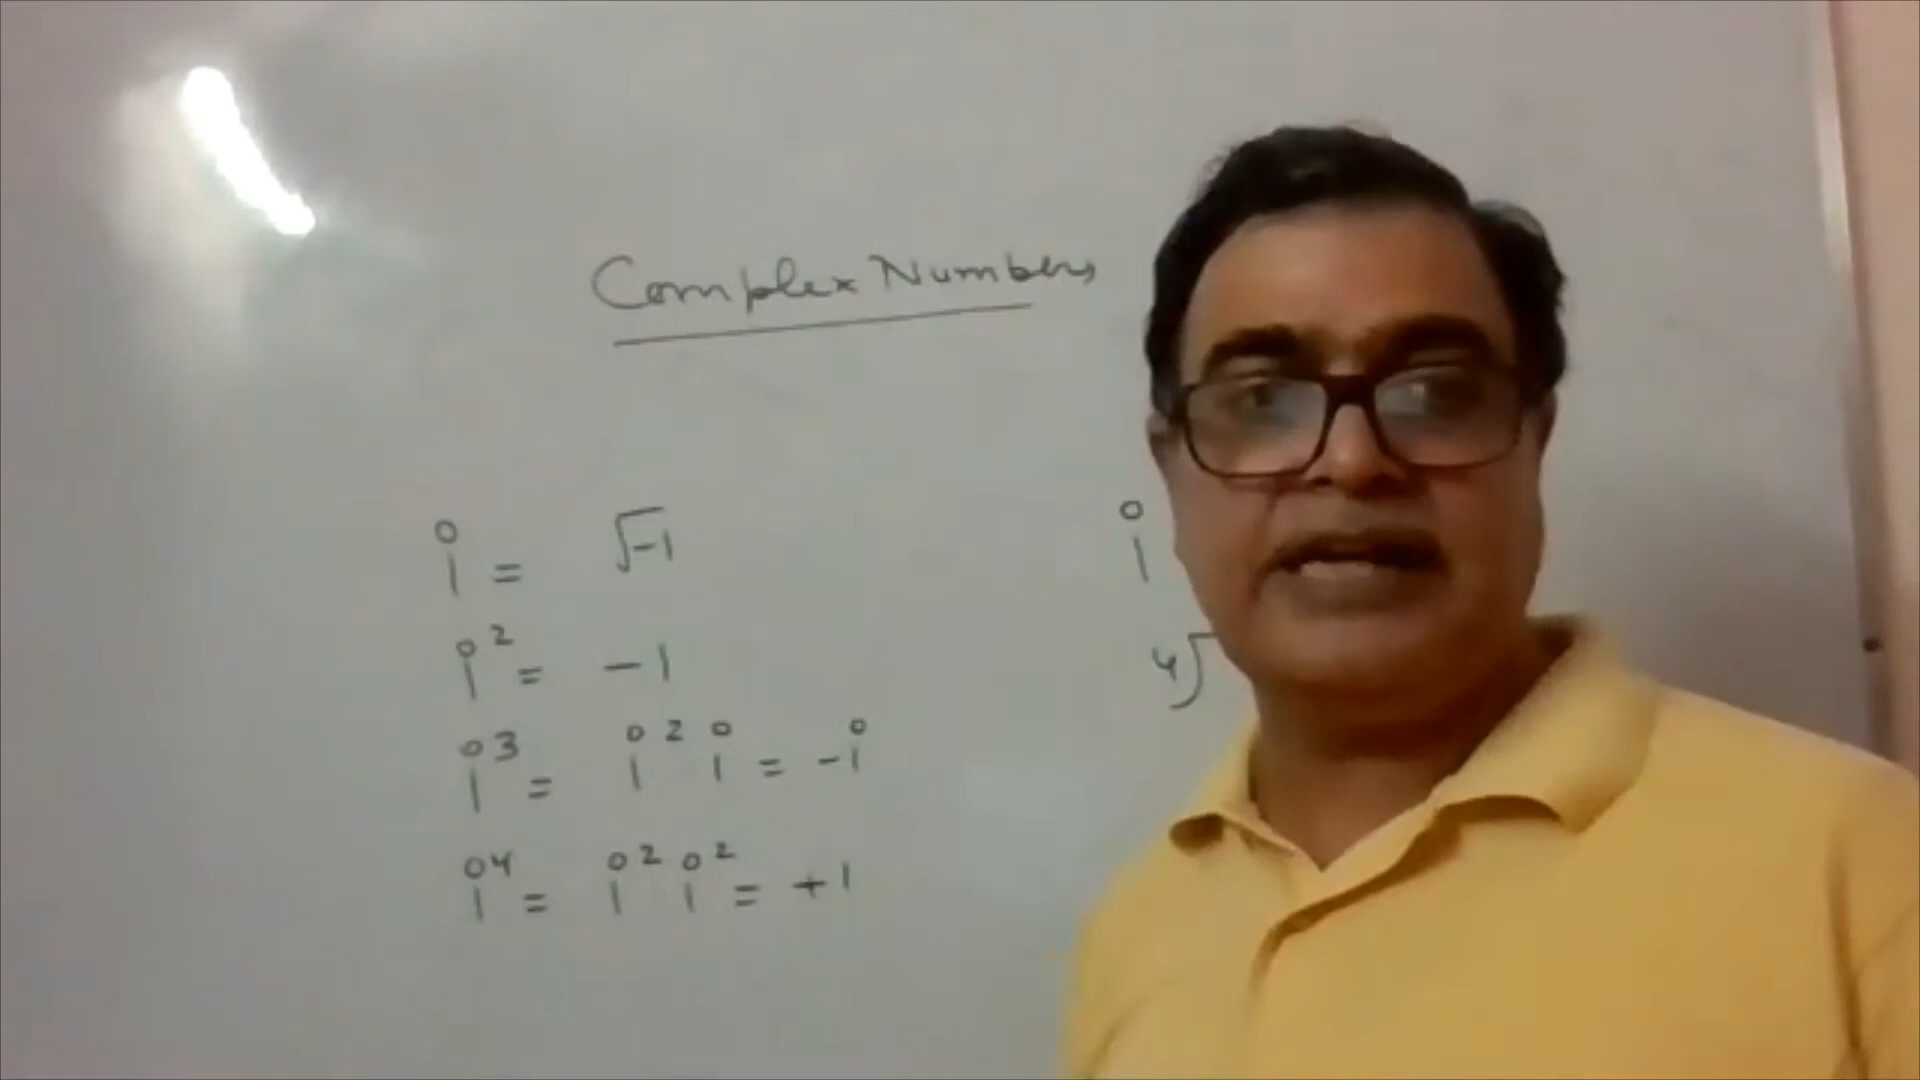 Complex Numbers
i = √-1
i² = -1
i³ = i² i = -i
i⁴ = i² i² = +1
i
4√